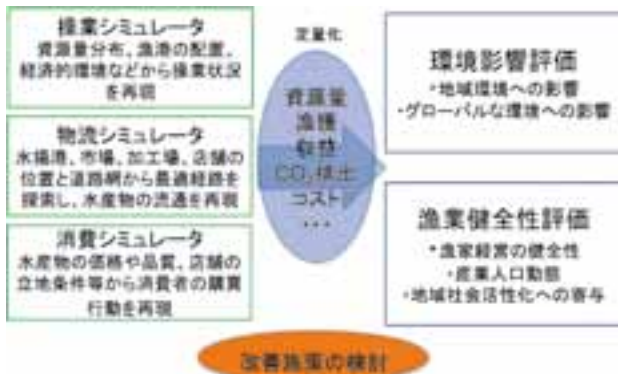 操業シミュレータ
資源量分布、漁港の配置、
経済的環境などから操業状況
を再現
物流シミュレータ
水揚港、市場、加工場、店舗の
位置と道路網から最適経路を
探索し、水産物の流通を再現
消費シミュレータ
水産物の価格や品質、店舗の
立地条件等から消費者の購買
行動を再現
定量化
資源量
漁獲
収益
CO2排出
コスト
・・・
環境影響評価
・地域環境への影響
・グローバルな環境への影響
漁業健全性評価
・漁家経営の健全性
・産業人口動態
・地域社会活性化への寄与
改善施策の検討